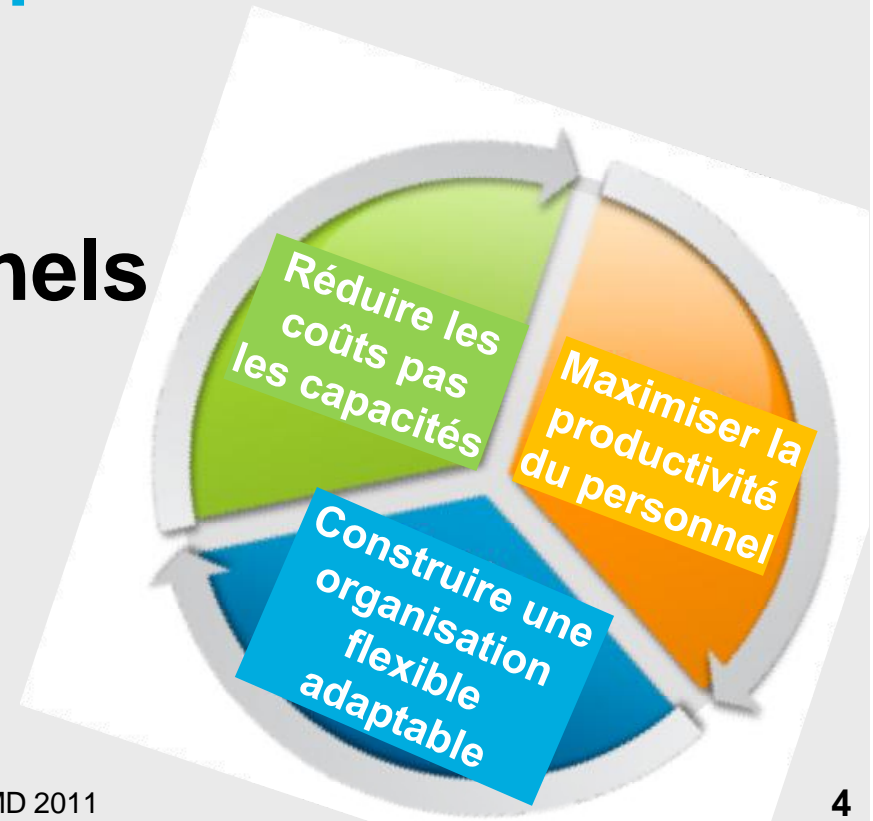 nels
Réduire les
coûts pas
les capacités
Maximiser la
productivité
du personnel
Construire une
organisation
flexible
adaptable
MD 2011
4